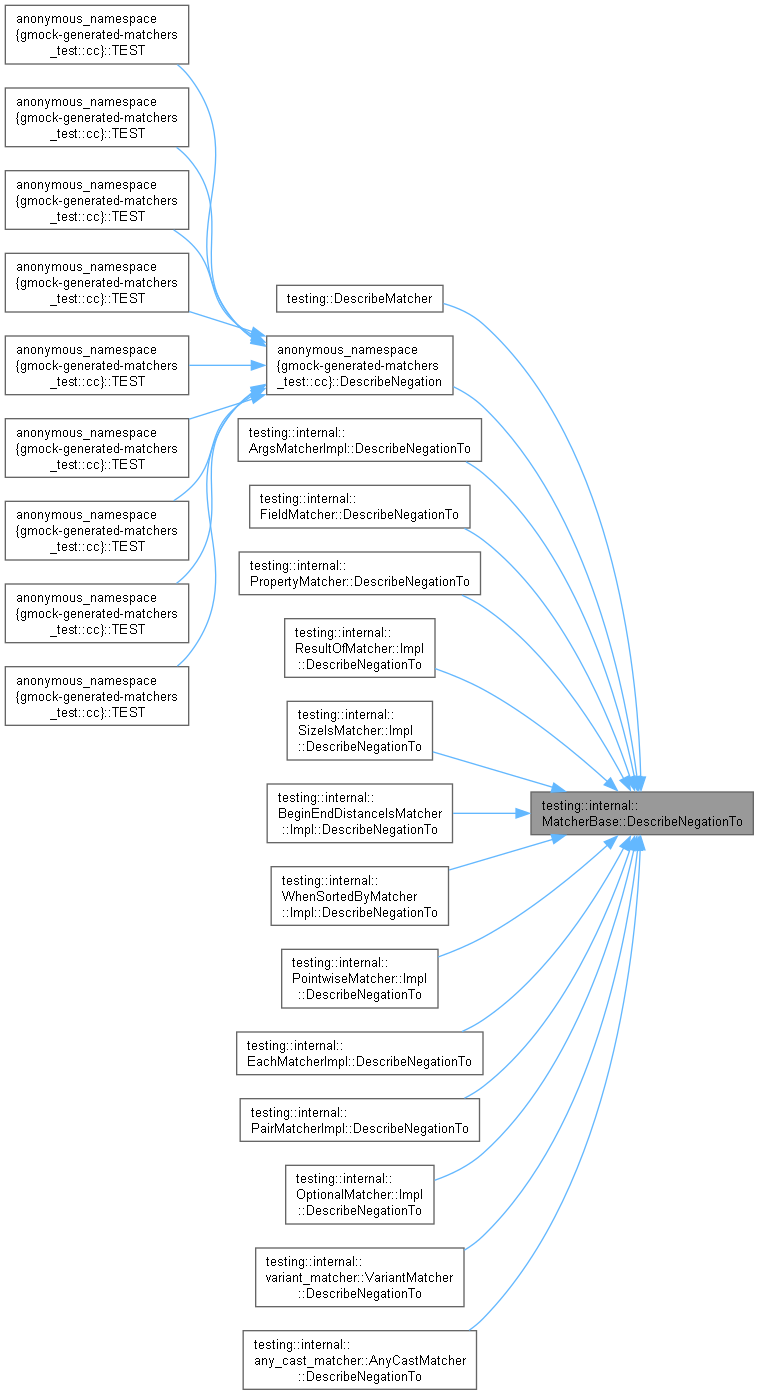 anonymous_namespace
{gmock-generated-matchers
_test::cc}::TEST
anonymous_namespace
{gmock-generated-matchers
_test::cc}::TEST
anonymous_namespace
{gmock-generated-matchers
_test::cc}::TEST
anonymous_namespace
{gmock-generated-matchers
_test::cc}::TEST
anonymous_namespace
{gmock-generated-matchers
_test::cc}::TEST
anonymous_namespace
{gmock-generated-matchers
_test::cc}::TEST
anonymous_namespace
{gmock-generated-matchers
_test::cc}::TEST
anonymous_namespace
{gmock-generated-matchers
_test::cc}::TEST
anonymous_namespace
{gmock-generated-matchers
_test::cc}::TEST
testing::DescribeMatcher
anonymous_namespace
{gmock-generated-matchers
_test::cc}::DescribeNegation
testing::internal::
ArgsMatcherImpl::DescribeNegationTo
testing::internal::
FieldMatcher::DescribeNegationTo
testing::internal::
PropertyMatcher::DescribeNegationTo
testing::internal::
ResultOfMatcher::Impl
::DescribeNegationTo
testing::internal::
SizeIsMatcher::Impl
::DescribeNegationTo
testing::internal::
BeginEndDistanceIsMatcher
::Impl::DescribeNegationTo
testing::internal::
WhenSortedByMatcher
::Impl::DescribeNegationTo
testing::internal::
PointwiseMatcher::Impl
::DescribeNegationTo
testing::internal::
EachMatcherImpl::DescribeNegationTo
testing::internal::
PairMatcherImpl::DescribeNegationTo
testing::internal::
OptionalMatcher::Impl
::DescribeNegationTo
testing::internal::
variant_matcher::VariantMatcher
::DescribeNegationTo
testing::internal::
any_cast_matcher::AnyCastMatcher
::DescribeNegationTo
testing::internal::
MatcherBase::DescribeNegationTo